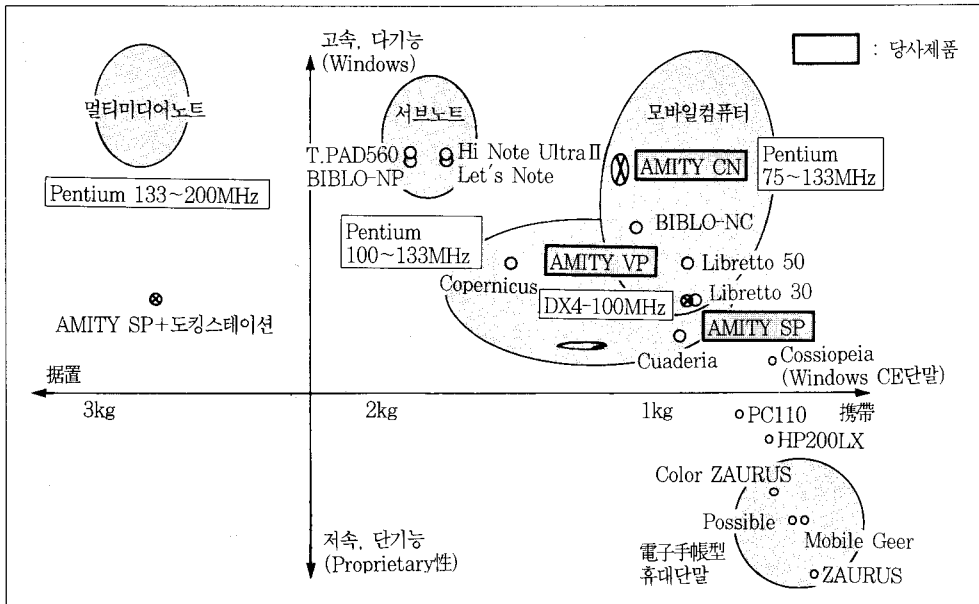 고속, 다기능
(Windows)
: 당사제품
멀티미디어노트
서브노트
모바일컴퓨터
T.PAD560
BIBLO-NP
Hi Note Ultra II
Let's Note
AMITY CN
Pentium
75~133MHz
Pentium 133~200MHz
Pentium
100~133MHz
BIBLO-NC
AMITY VP
Libretto 50
Copernicus
DX4-100MHz
Libretto 30
AMITY SP+도킹스테이션
AMITY SP
Cuaderia
Cossiopeia
(Windows CE단말)
据置
3kg
2kg
1kg
携帶
PC110
HP200LX
Color ZAURUS
Possible
Mobile Geer
電子手帳型
휴대단말
ZAURUS
저속, 단기능
(Proprietary性)